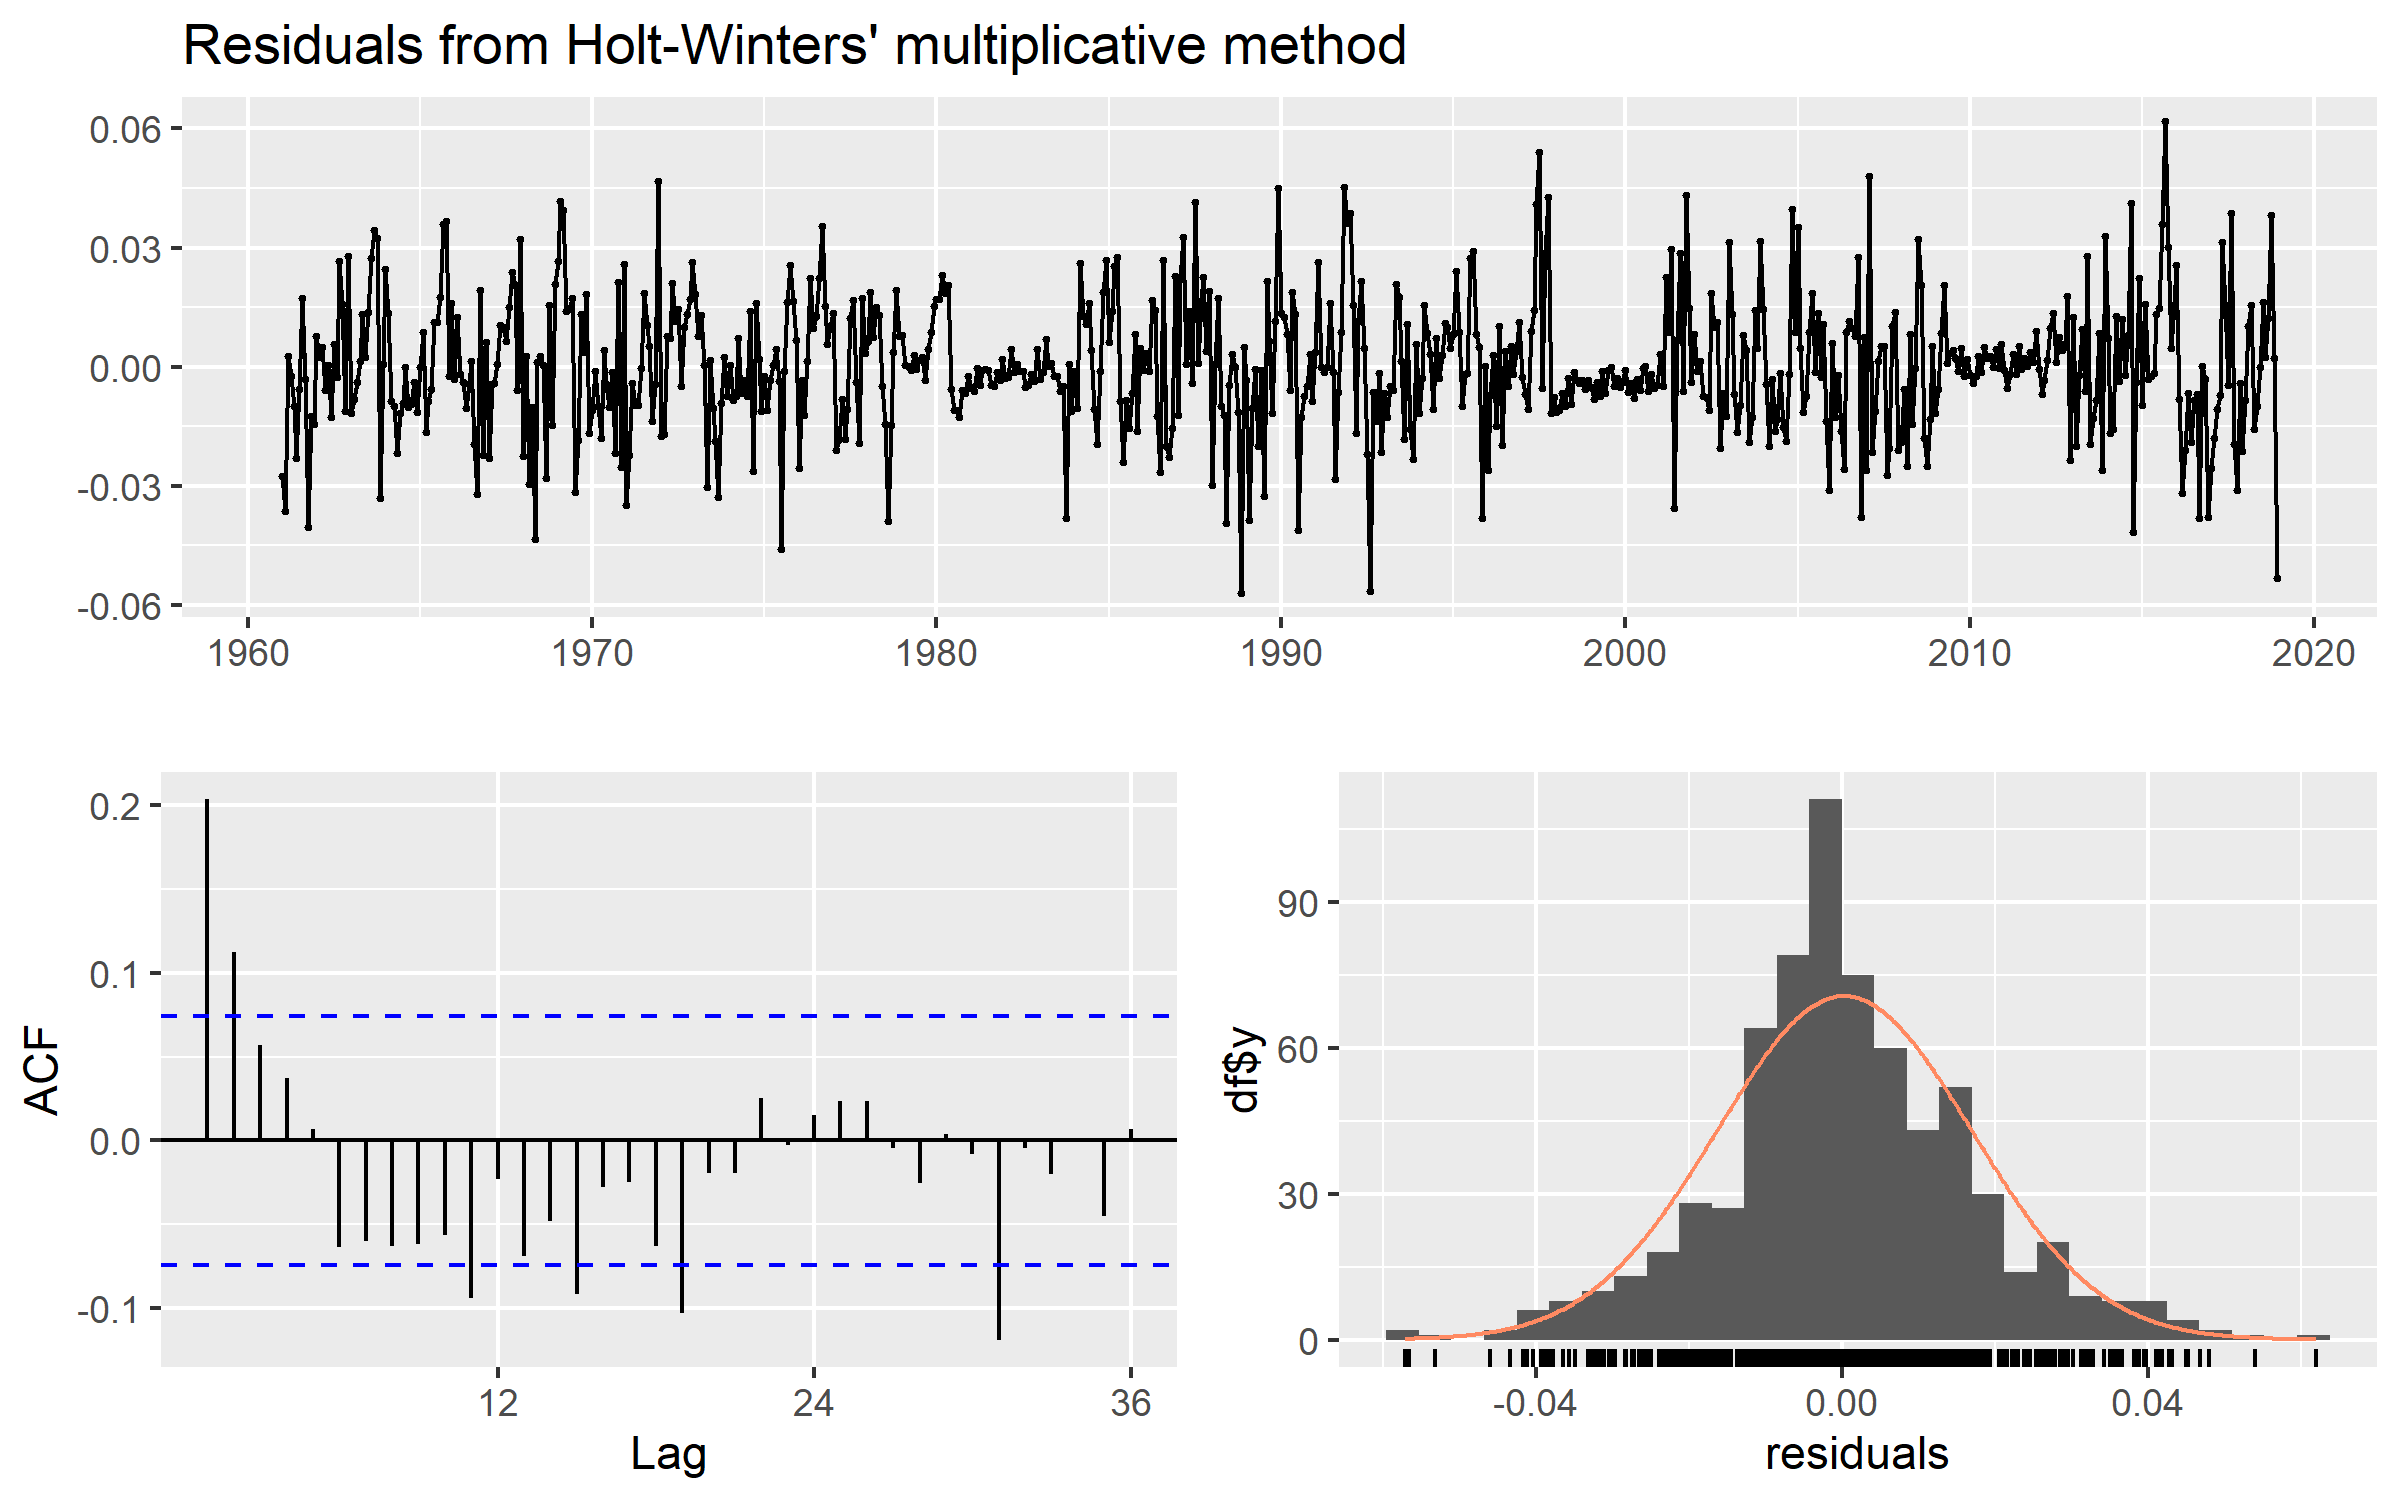 Residuals from Holt-Winters' multiplicative method
0.06
0.03
0.00
-0.03
-0.06
1960 1970 1980 1990 2000 2010 2020
ACF
0.2
0.1
0.0
-0.1
12 24 36
Lag
df$y
90
60
30
0
-0.04 0.00 0.04
residuals